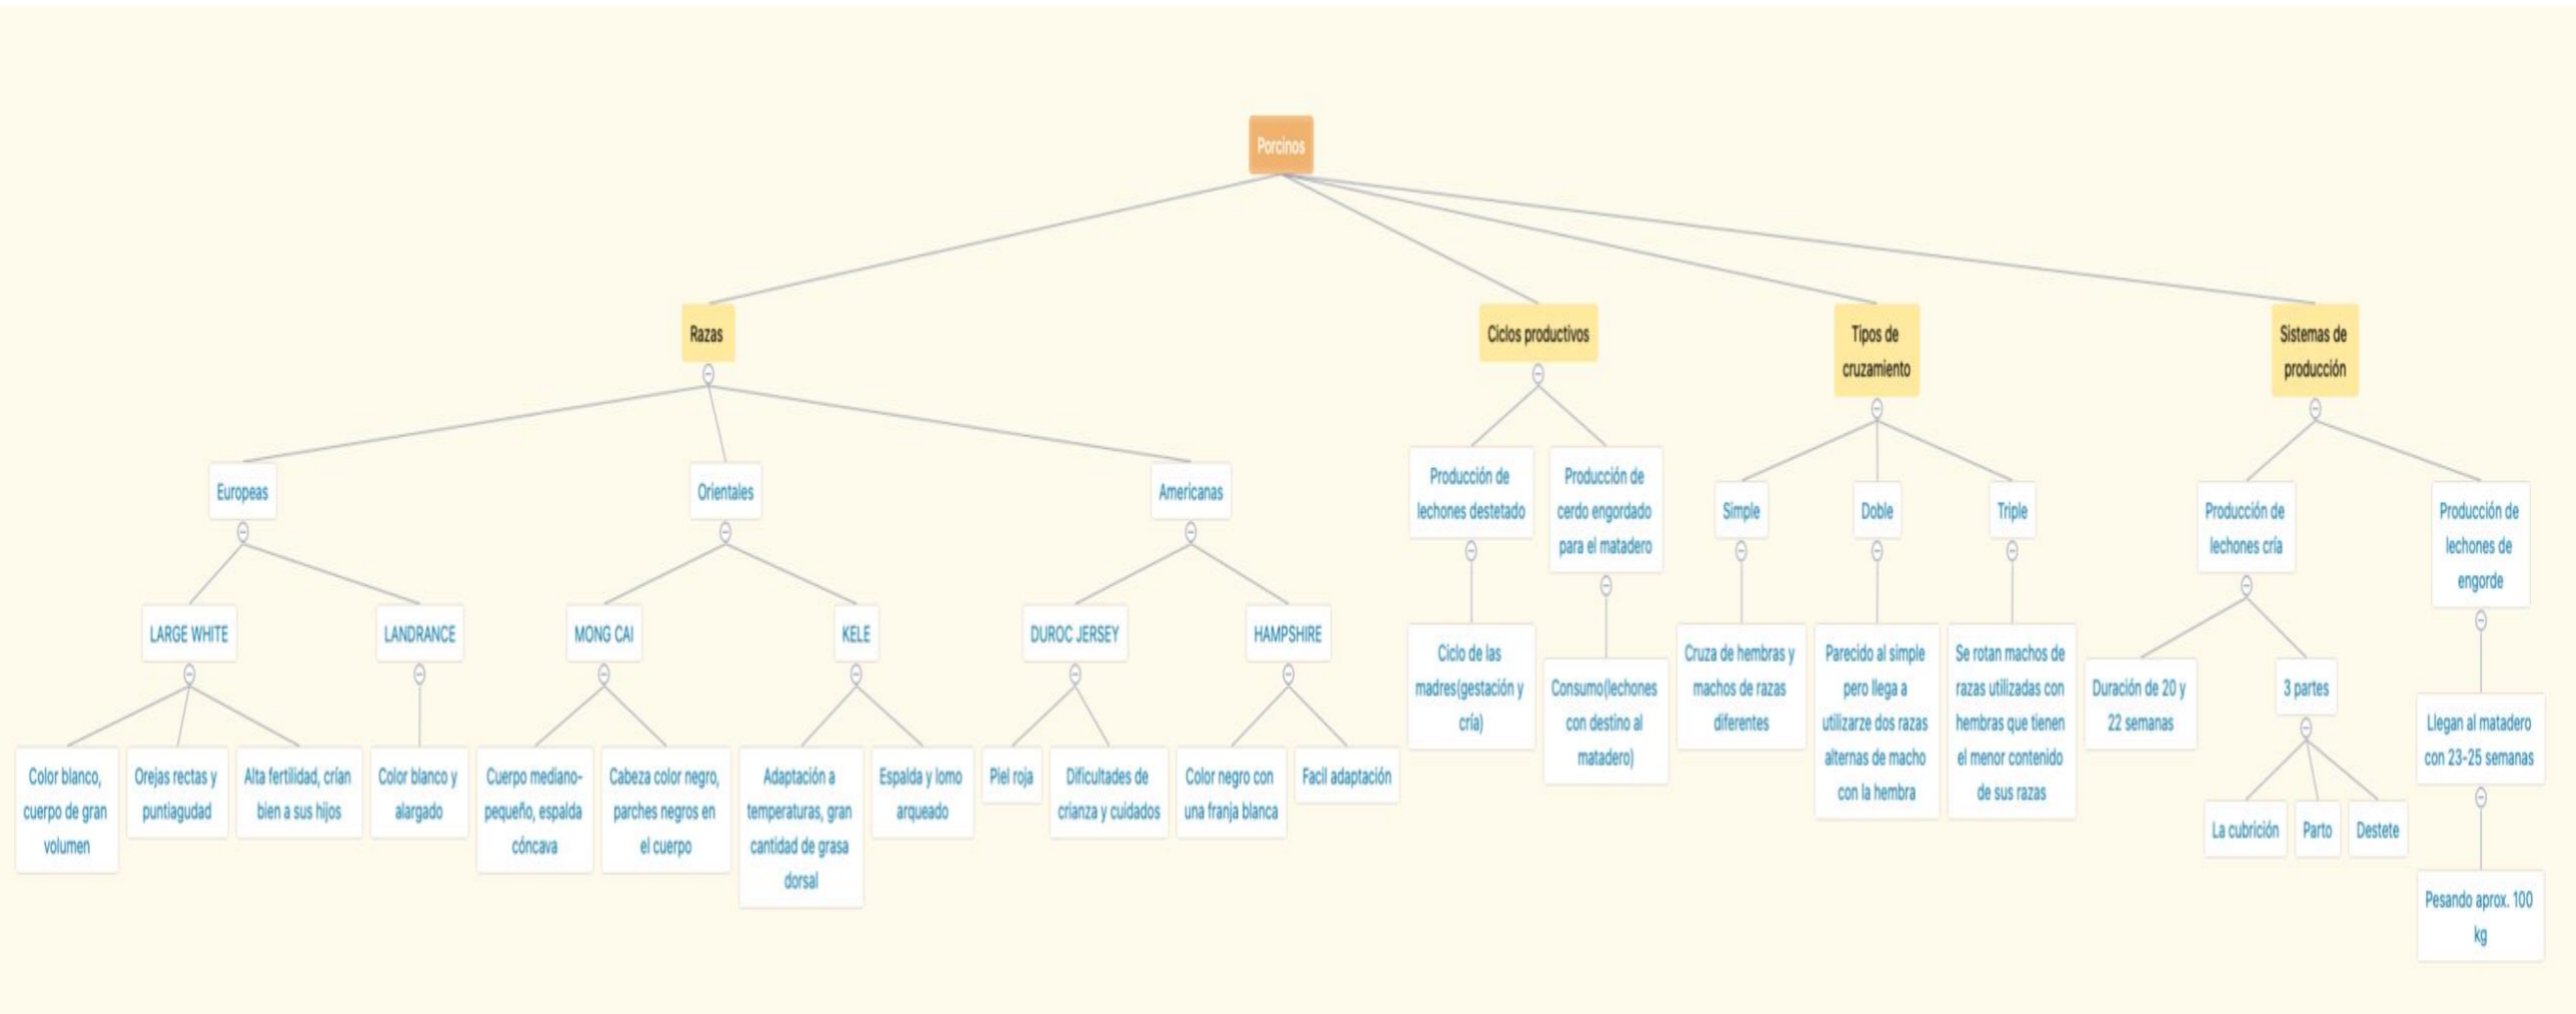 Porcinos
Razas
Ciclos productivos
Tipos de
cruzamiento
Sistemas de
producción
Europeas
Orientales
Americanas
Producción de
lechones destetado
Producción de
cerdo engordado
para el matadero
Simple
Doble
Triple
Producción de
lechones cría
Producción de
lechones de
engorde
LARGE WHITE
LANDRANCE
MONG CAI
KELE
DUROC JERSEY
HAMPSHIRE
Ciclo de las
madres(gestación y
cría)
Consumo(lechones
con destino al
matadero)
Cruza de hembras y
machos de razas
diferentes
Parecido al simple
pero llega a
utilizarze dos razas
alternas de macho
con la hembra
Se rotan machos de
razas utilizadas con
hembras que tienen
el menor contenido
de sus razas
Duración de 20 y
22 semanas
3 partes
Llegan al matadero
con 23-25 semanas
Color blanco,
cuerpo de gran
volumen
Orejas rectas y
puntiagudad
Alta fertilidad, crían
bien a sus hijos
Color blanco y
alargado
Cuerpo mediano-
pequeño, espalda
cóncava
Cabeza color negro,
parches negros en
el cuerpo
Adaptación a
temperaturas, gran
cantidad de grasa
dorsal
Espalda y lomo
arqueado
Piel roja
Dificultades de
crianza y cuidados
Color negro con
una franja blanca
Facil adaptación
La cubrición
Parto
Destete
Pesando aprox. 100
kg